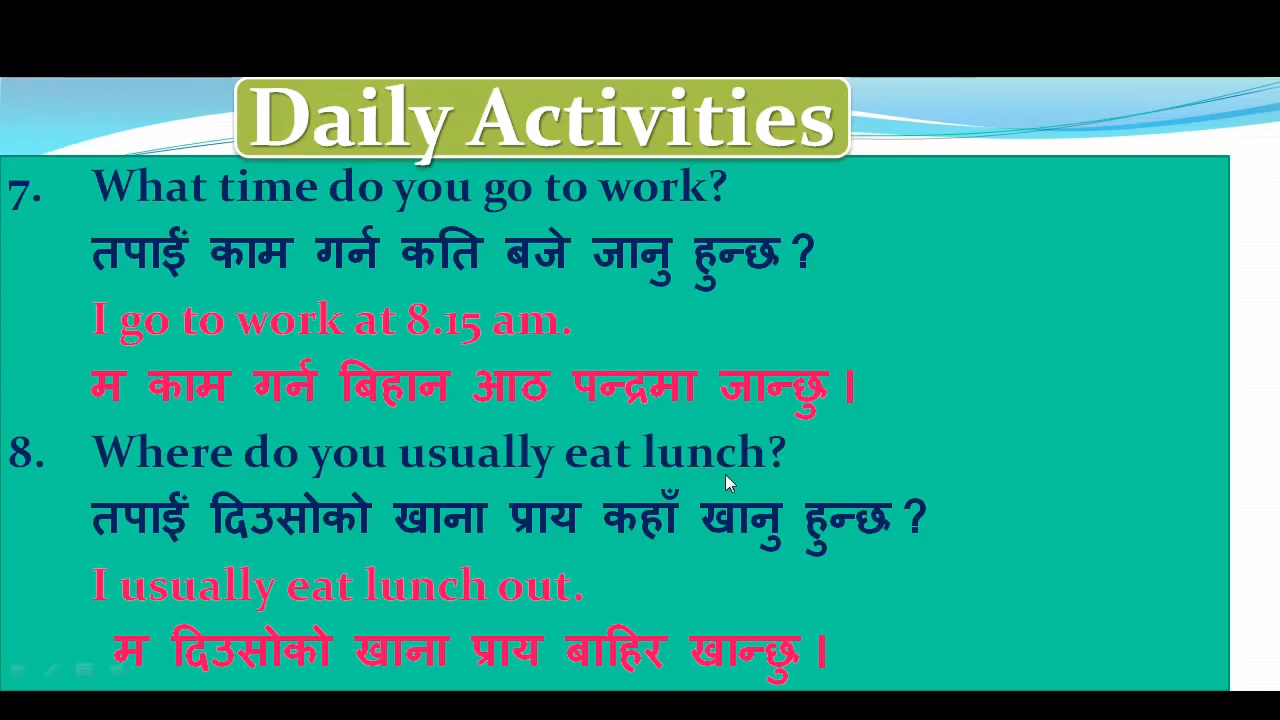 Daily Activities
7. What time do you go to work?
तपाईं काम गर्न कति बजे जानु हुन्छ ?
I go to work at 8.15 am.
म काम गर्न बिहान आठ पन्द्रमा जान्छु ।
8. Where do you usually eat lunch?
तपाईं दिउसोको खाना प्राय कहाँ खानु हुन्छ ?
I usually eat lunch out.
म दिउसोको खाना प्राय बाहिर खान्छु ।